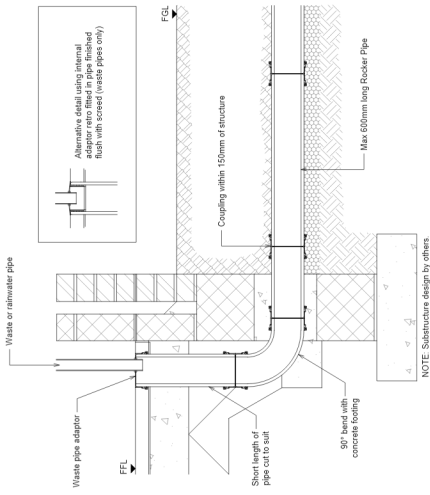 Alternative detail using internal
adaptor retro fitted in pipe finished
flush with screed (waste pipes only)
FGL
Waste or rainwater pipe
Coupling within 150mm of structure
Max 600mm long Rocker Pipe
Waste pipe adaptor
FFL
Short length of
pipe cut to suit
90° bend with
concrete footing
NOTE: Substructure design by others.